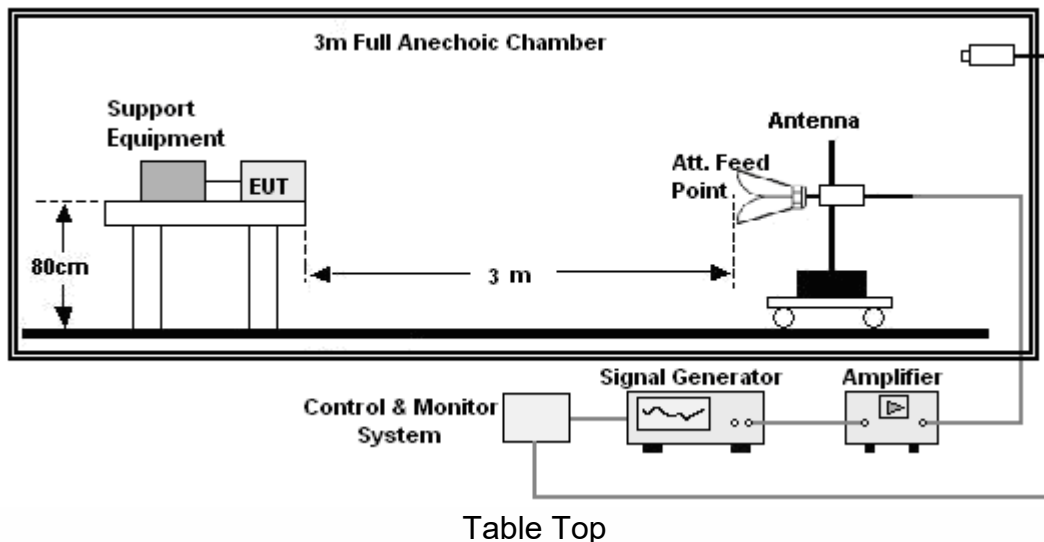 3m Full Anechoic Chamber
Support
Equipment
EUT
80cm
3 m
Antenna
Att. Feed
Point
Signal Generator
Amplifier
Control & Monitor
System
Table Top